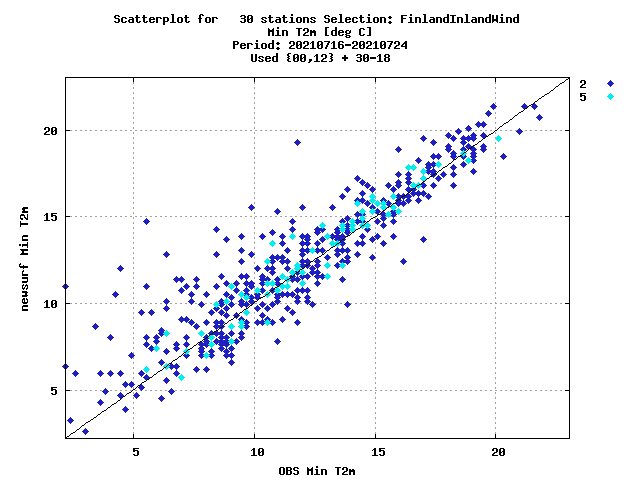 Scatterplot for   30 stations Selection: FinlandInlandWind
Min T2m [deg C]
Period: 20210716-20210724
Used {00,12} + 30-18
2
5
20
15
10
5
newsurf Min T2m
5
10
15
20
OBS Min T2m